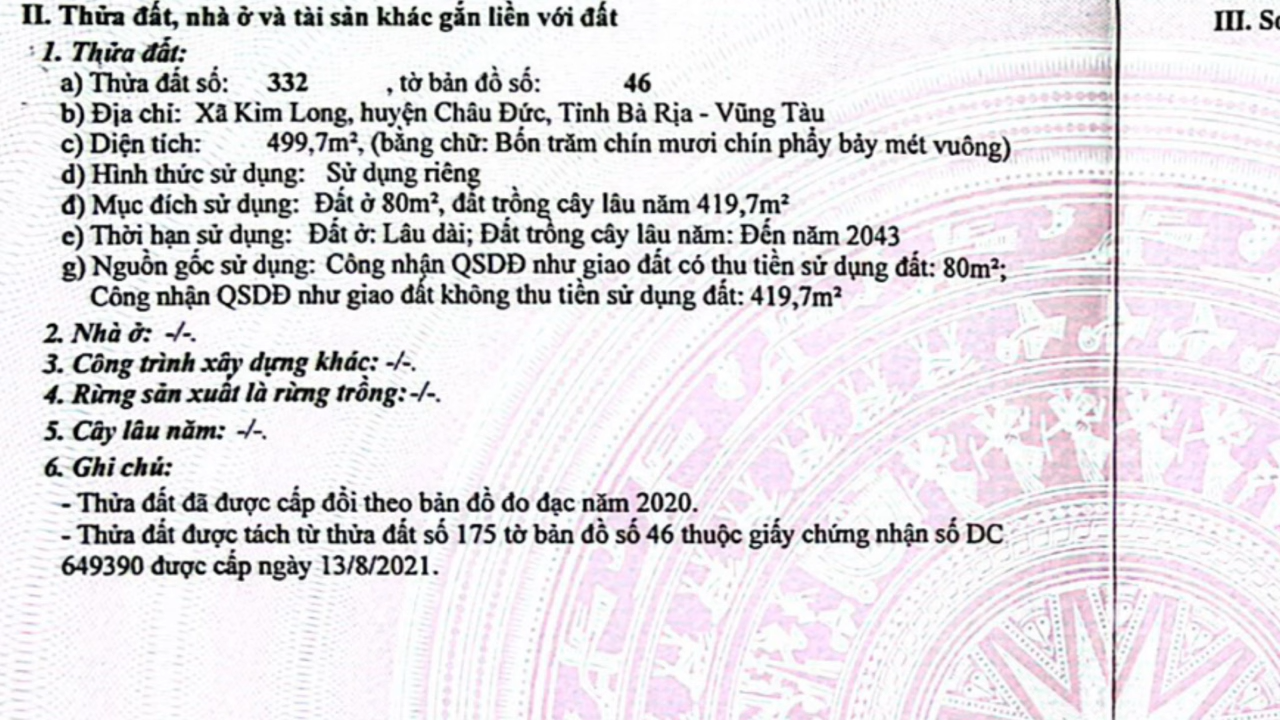 II. Thửa đất, nhà ở và tài sản khác gắn liền với đất
1. Thửa đất:
a) Thửa đất số: 332 , tờ bản đồ số: 46
b) Địa chỉ: Xã Kim Long, huyện Châu Đức, Tỉnh Bà Rịa - Vũng Tàu
c) Diện tích: 499,7m², (bằng chữ: Bốn trăm chín mươi chín phẩy bảy mét vuông)
d) Hình thức sử dụng: Sử dụng riêng
đ) Mục đích sử dụng: Đất ở 80m², đất trồng cây lâu năm 419,7m²
e) Thời hạn sử dụng: Đất ở: Lâu dài; Đất trồng cây lâu năm: Đến năm 2043
g) Nguồn gốc sử dụng: Công nhận QSDĐ như giao đất có thu tiền sử dụng đất: 80m²;
Công nhận QSDĐ như giao đất không thu tiền sử dụng đất: 419,7m²
2. Nhà ở: -/-.
3. Công trình xây dựng khác: -/-.
4. Rừng sản xuất là rừng trồng: -/-.
5. Cây lâu năm: -/-.
6. Ghi chú:
- Thửa đất đã được cấp đổi theo bản đồ đo đạc năm 2020.
- Thửa đất được tách từ thửa đất số 175 tờ bản đồ số 46 thuộc giấy chứng nhận số DC
649390 được cấp ngày 13/8/2021.
III.